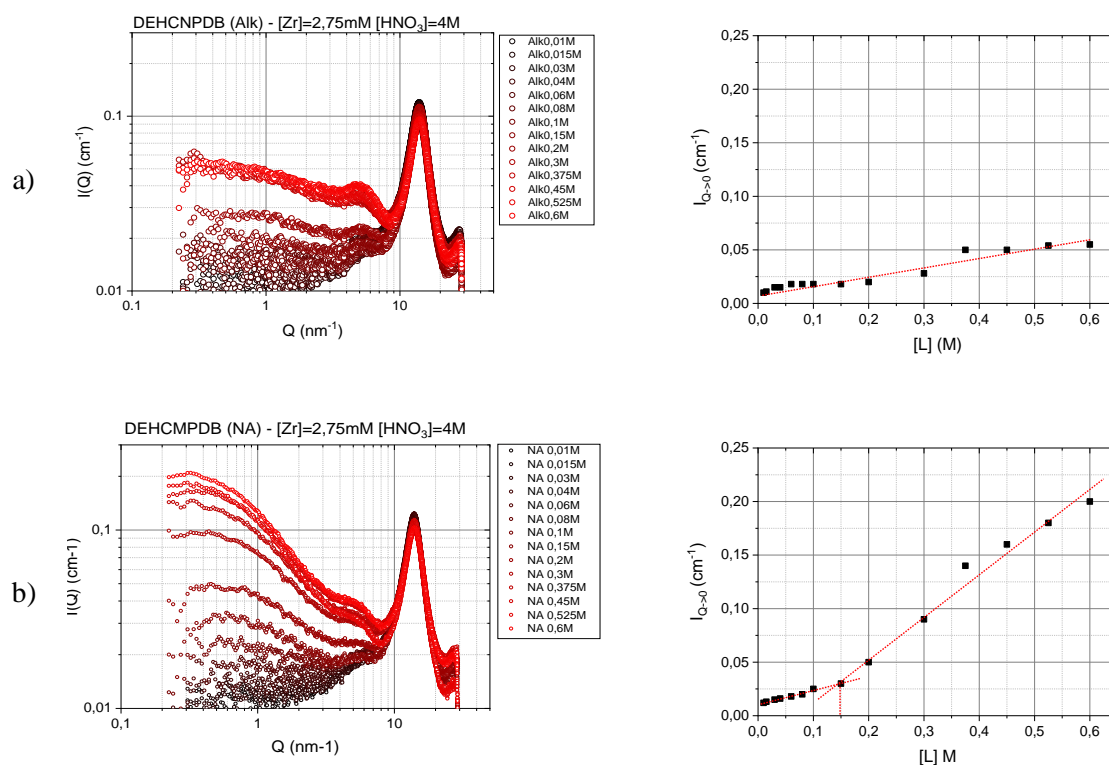 a)
DEHCNPDB (Alk) - [Zr]=2,75mM [HNO3]=4M
0.1
0.01
I(Q) (cm-1)
0.1
1
10
Q (nm-1)
Alk0,01M
Alk0,015M
Alk0,03M
Alk0,04M
Alk0,06M
Alk0,08M
Alk0,1M
Alk0,15M
Alk0,2M
Alk0,3M
Alk0,375M
Alk0,45M
Alk0,525M
Alk0,6M
0,25
0,20
0,15
0,10
0,05
0,00
IQ->0 (cm-1)
0,0
0,1
0,2
0,3
0,4
0,5
0,6
[L] (M)
b)
DEHCMPDB (NA) - [Zr]=2,75mM [HNO3]=4M
0,1
0,01
I(Q) (cm-1)
0,1
1
10
Q (nm-1)
NA 0,01M
NA 0,015M
NA 0,03M
NA 0,04M
NA 0,06M
NA 0,08M
NA 0,1M
NA 0,15M
NA 0,2M
NA 0,3M
NA 0,375M
NA 0,45M
NA 0,525M
NA 0,6M
0,25
0,20
0,15
0,10
0,05
0,00
IQ->0 (cm-1)
0,0
0,1
0,2
0,3
0,4
0,5
0,6
[L] M